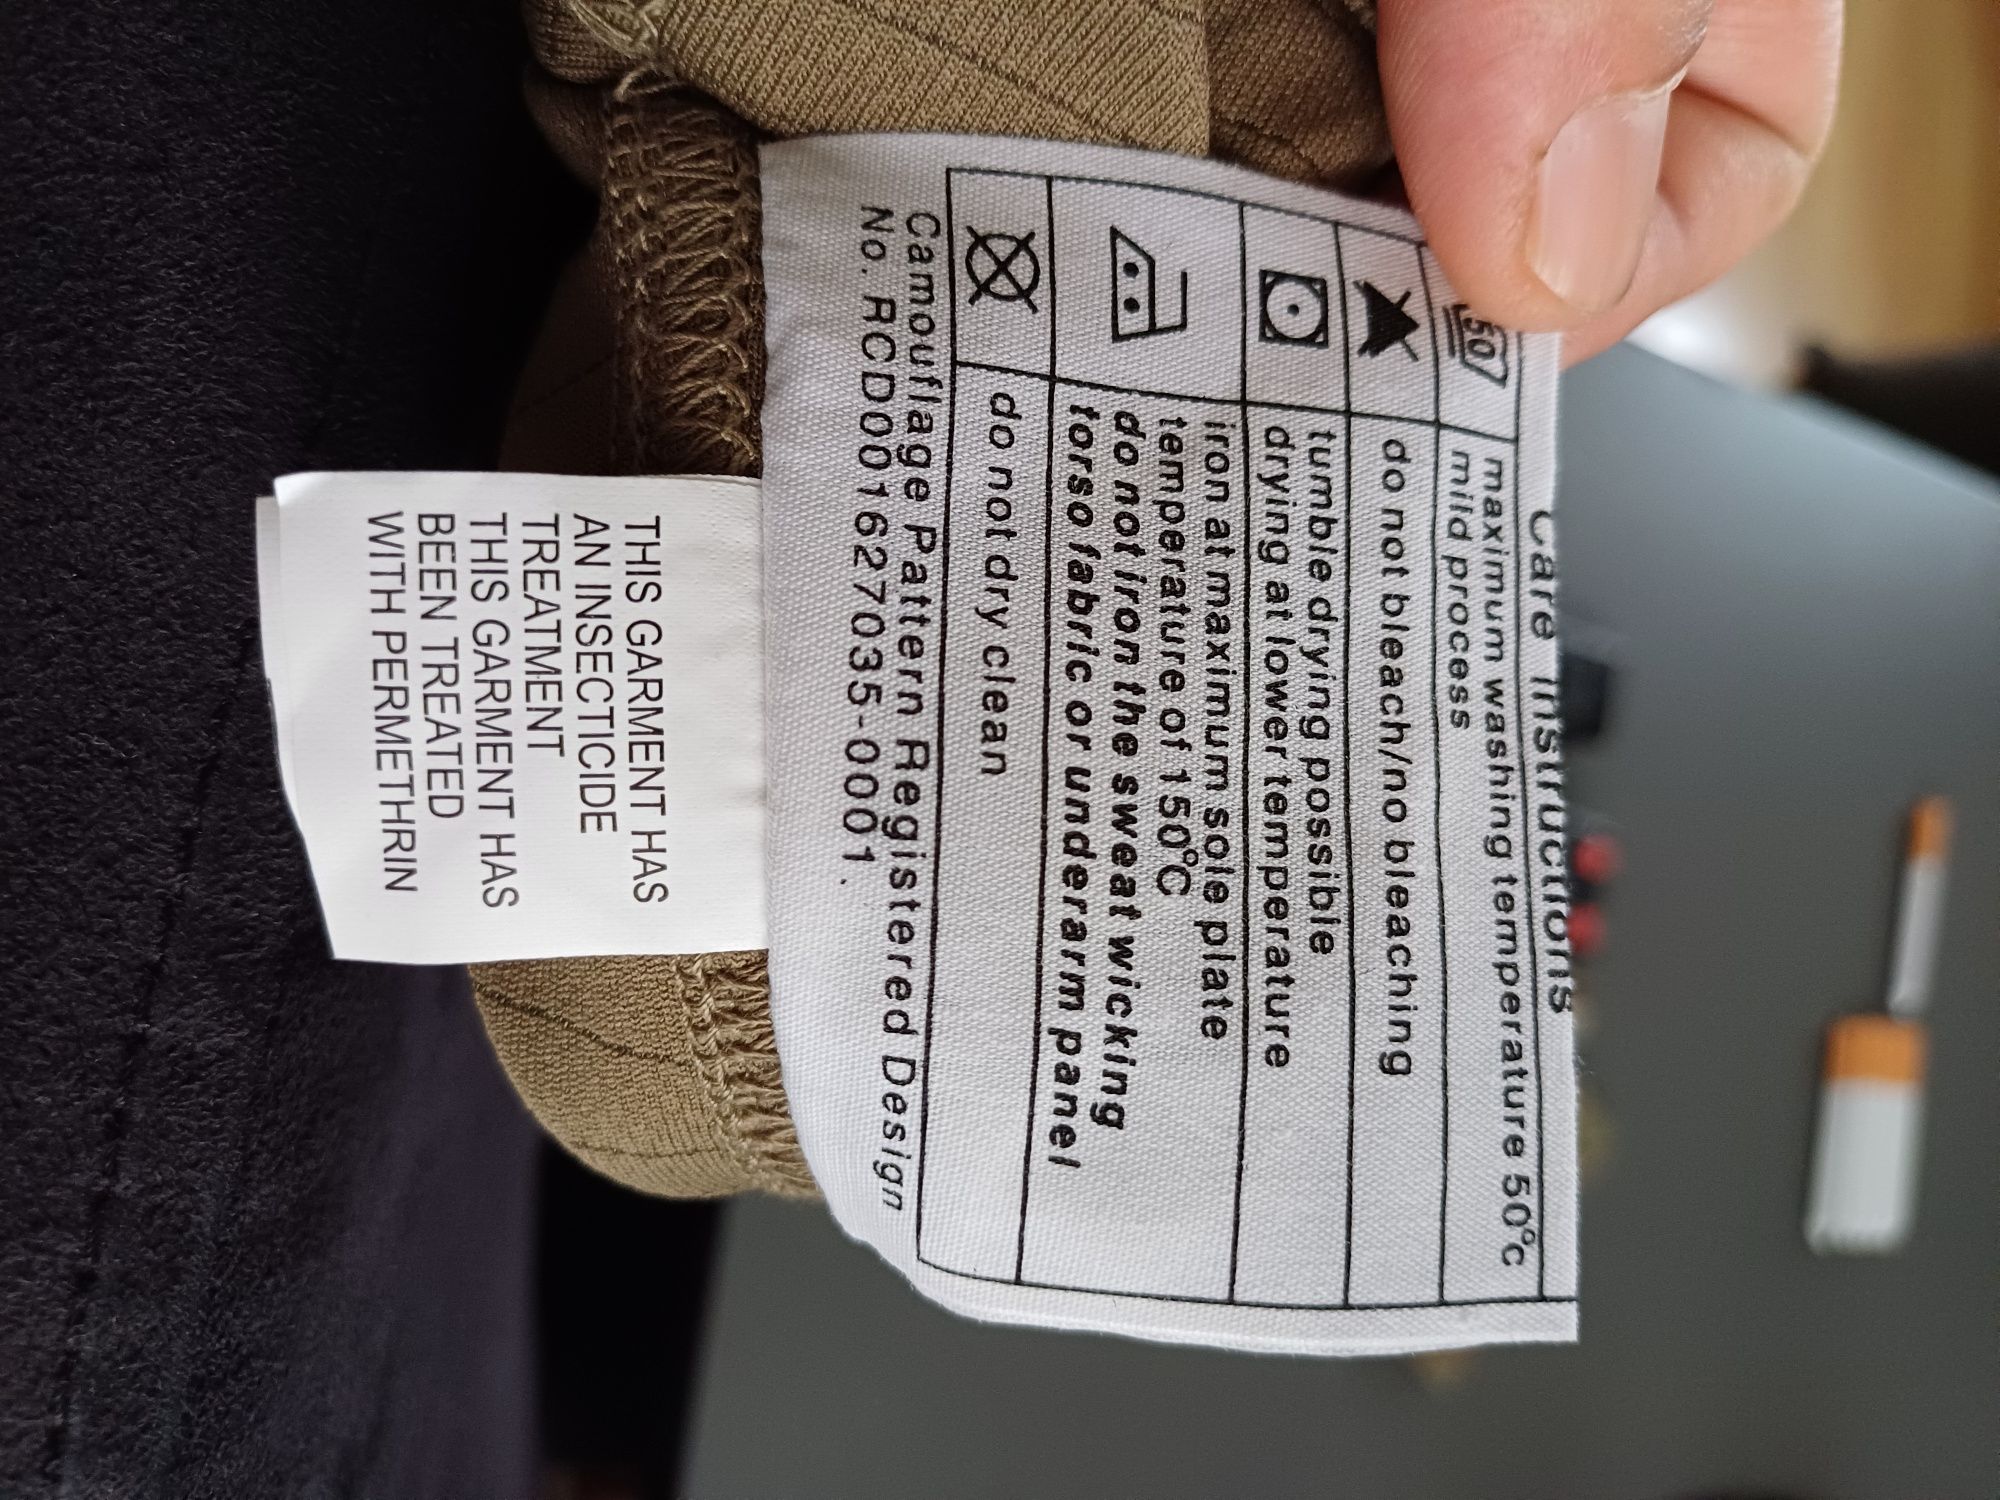 Care Instructions
50
maximum washing temperature 50°c
mild process
do not bleach/no bleaching
tumble drying possible
drying at lower temperature
iron at maximum sole plate
temperature of 150°C
do not iron the sweat wicking
torso fabric or underarm panel
do not dry clean
Camouflage Pattern Registered Design
No. RCD001627035-0001.
THIS GARMENT HAS
AN INSECTICIDE
TREATMENT
THIS GARMENT HAS
BEEN TREATED
WITH PERMETHRIN